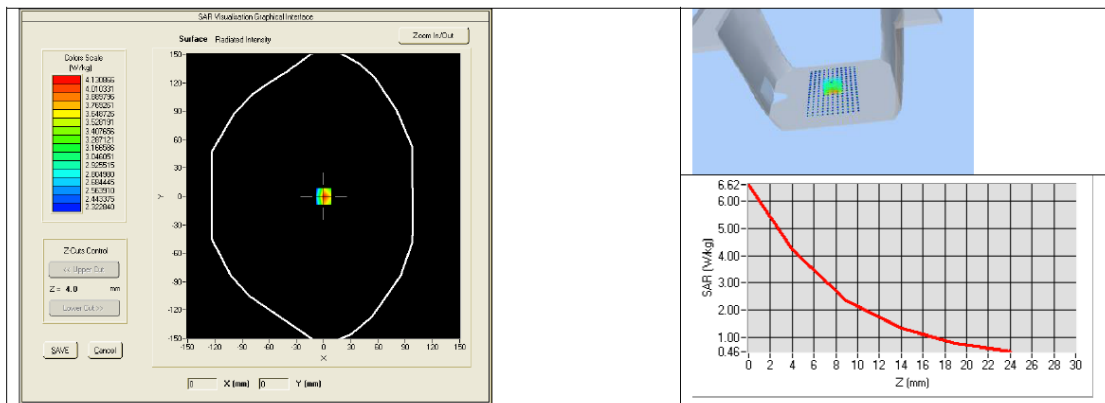 SAR Visualisation Graphical Interface
Surface Radiated Intensity
Zoom In/Out
Colors Scale
(W/kg)
4.130866
4.010331
3.889796
3.769261
3.648726
3.528191
3.407656
3.287121
3.166586
3.046051
2.925515
2.804980
2.684445
2.563910
2.443375
2.322840
150
120
90
60
30
0
-30
-60
-90
-120
-150
Y
-150 -120 -90 -60 -30 0 30 60 90 120 150
X
Z Cuts Control
<< Upper Cut
Z = 4.0 mm
Lower Cut >>
SAVE Cancel
0 X (mm) 0 Y (mm)
6.62
6.00
5.00
4.00
3.00
2.00
1.00
0.46
SAR (W/kg)
0 2 4 6 8 10 12 14 16 18 20 22 24 26 28 30
Z (mm)